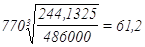 770∛(244,1325/486000) = 61,2